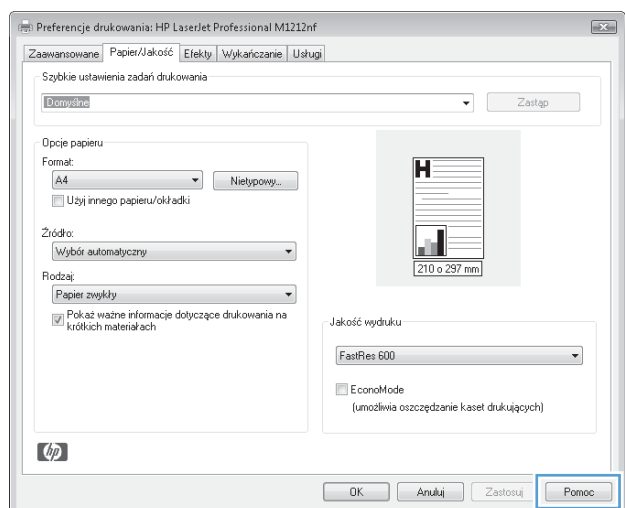 Preferencje drukowania: HP LaserJet Professional M1212nf
Zaawansowane Papier/Jakość Efekty Wykańczanie Usługi
Szybkie ustawienia zadań drukowania
Domyślne
Zastąp
Opcje papieru
Format:
A4
Nietypowy...
Użyj innego papieru/okładki
Źródło:
Wybór automatyczny
Rodzaj:
Papier zwykły
Pokaż ważne informacje dotyczące drukowania na
krótkich materiałach
H
210 o 297 mm
Jakość wydruku
FastRes 600
EconoMode
(umożliwia oszczędzanie kaset drukujących)
hp
OK Anuluj Zastosuj Pomoc